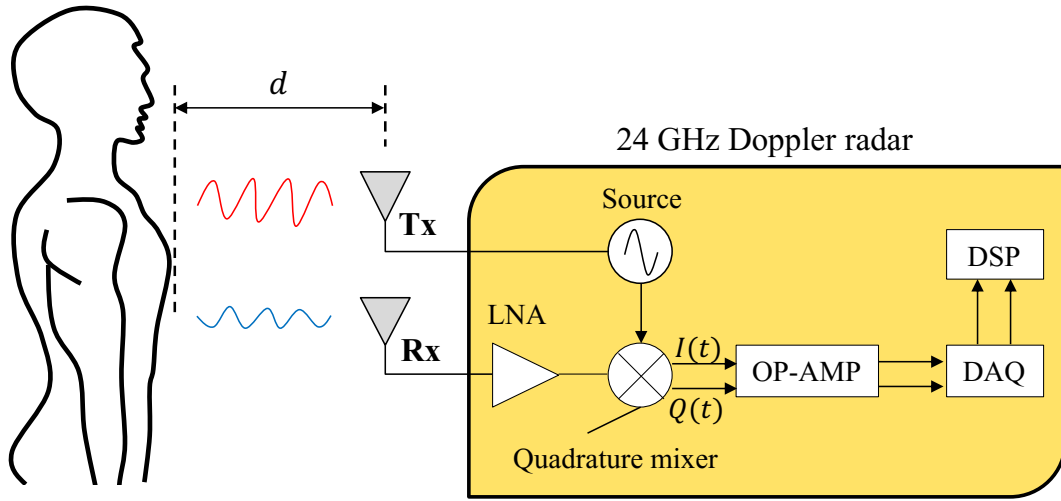 d
24 GHz Doppler radar
Source
Tx
DSP
LNA
Rx
I(t)
Q(t)
OP-AMP
DAQ
Quadrature mixer